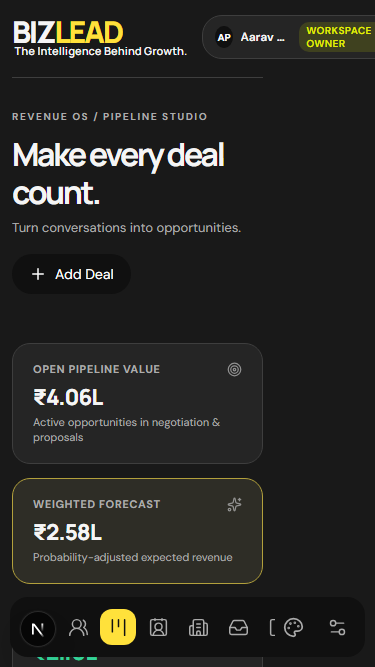 BIZLEAD
The Intelligence Behind Growth.
AP Aarav ... WORKSPACE OWNER
REVENUE OS / PIPELINE STUDIO
Make every deal
count.
Turn conversations into opportunities.
+ Add Deal
OPEN PIPELINE VALUE
₹4.06L
Active opportunities in negotiation &
proposals
WEIGHTED FORECAST
₹2.58L
Probability-adjusted expected revenue
N